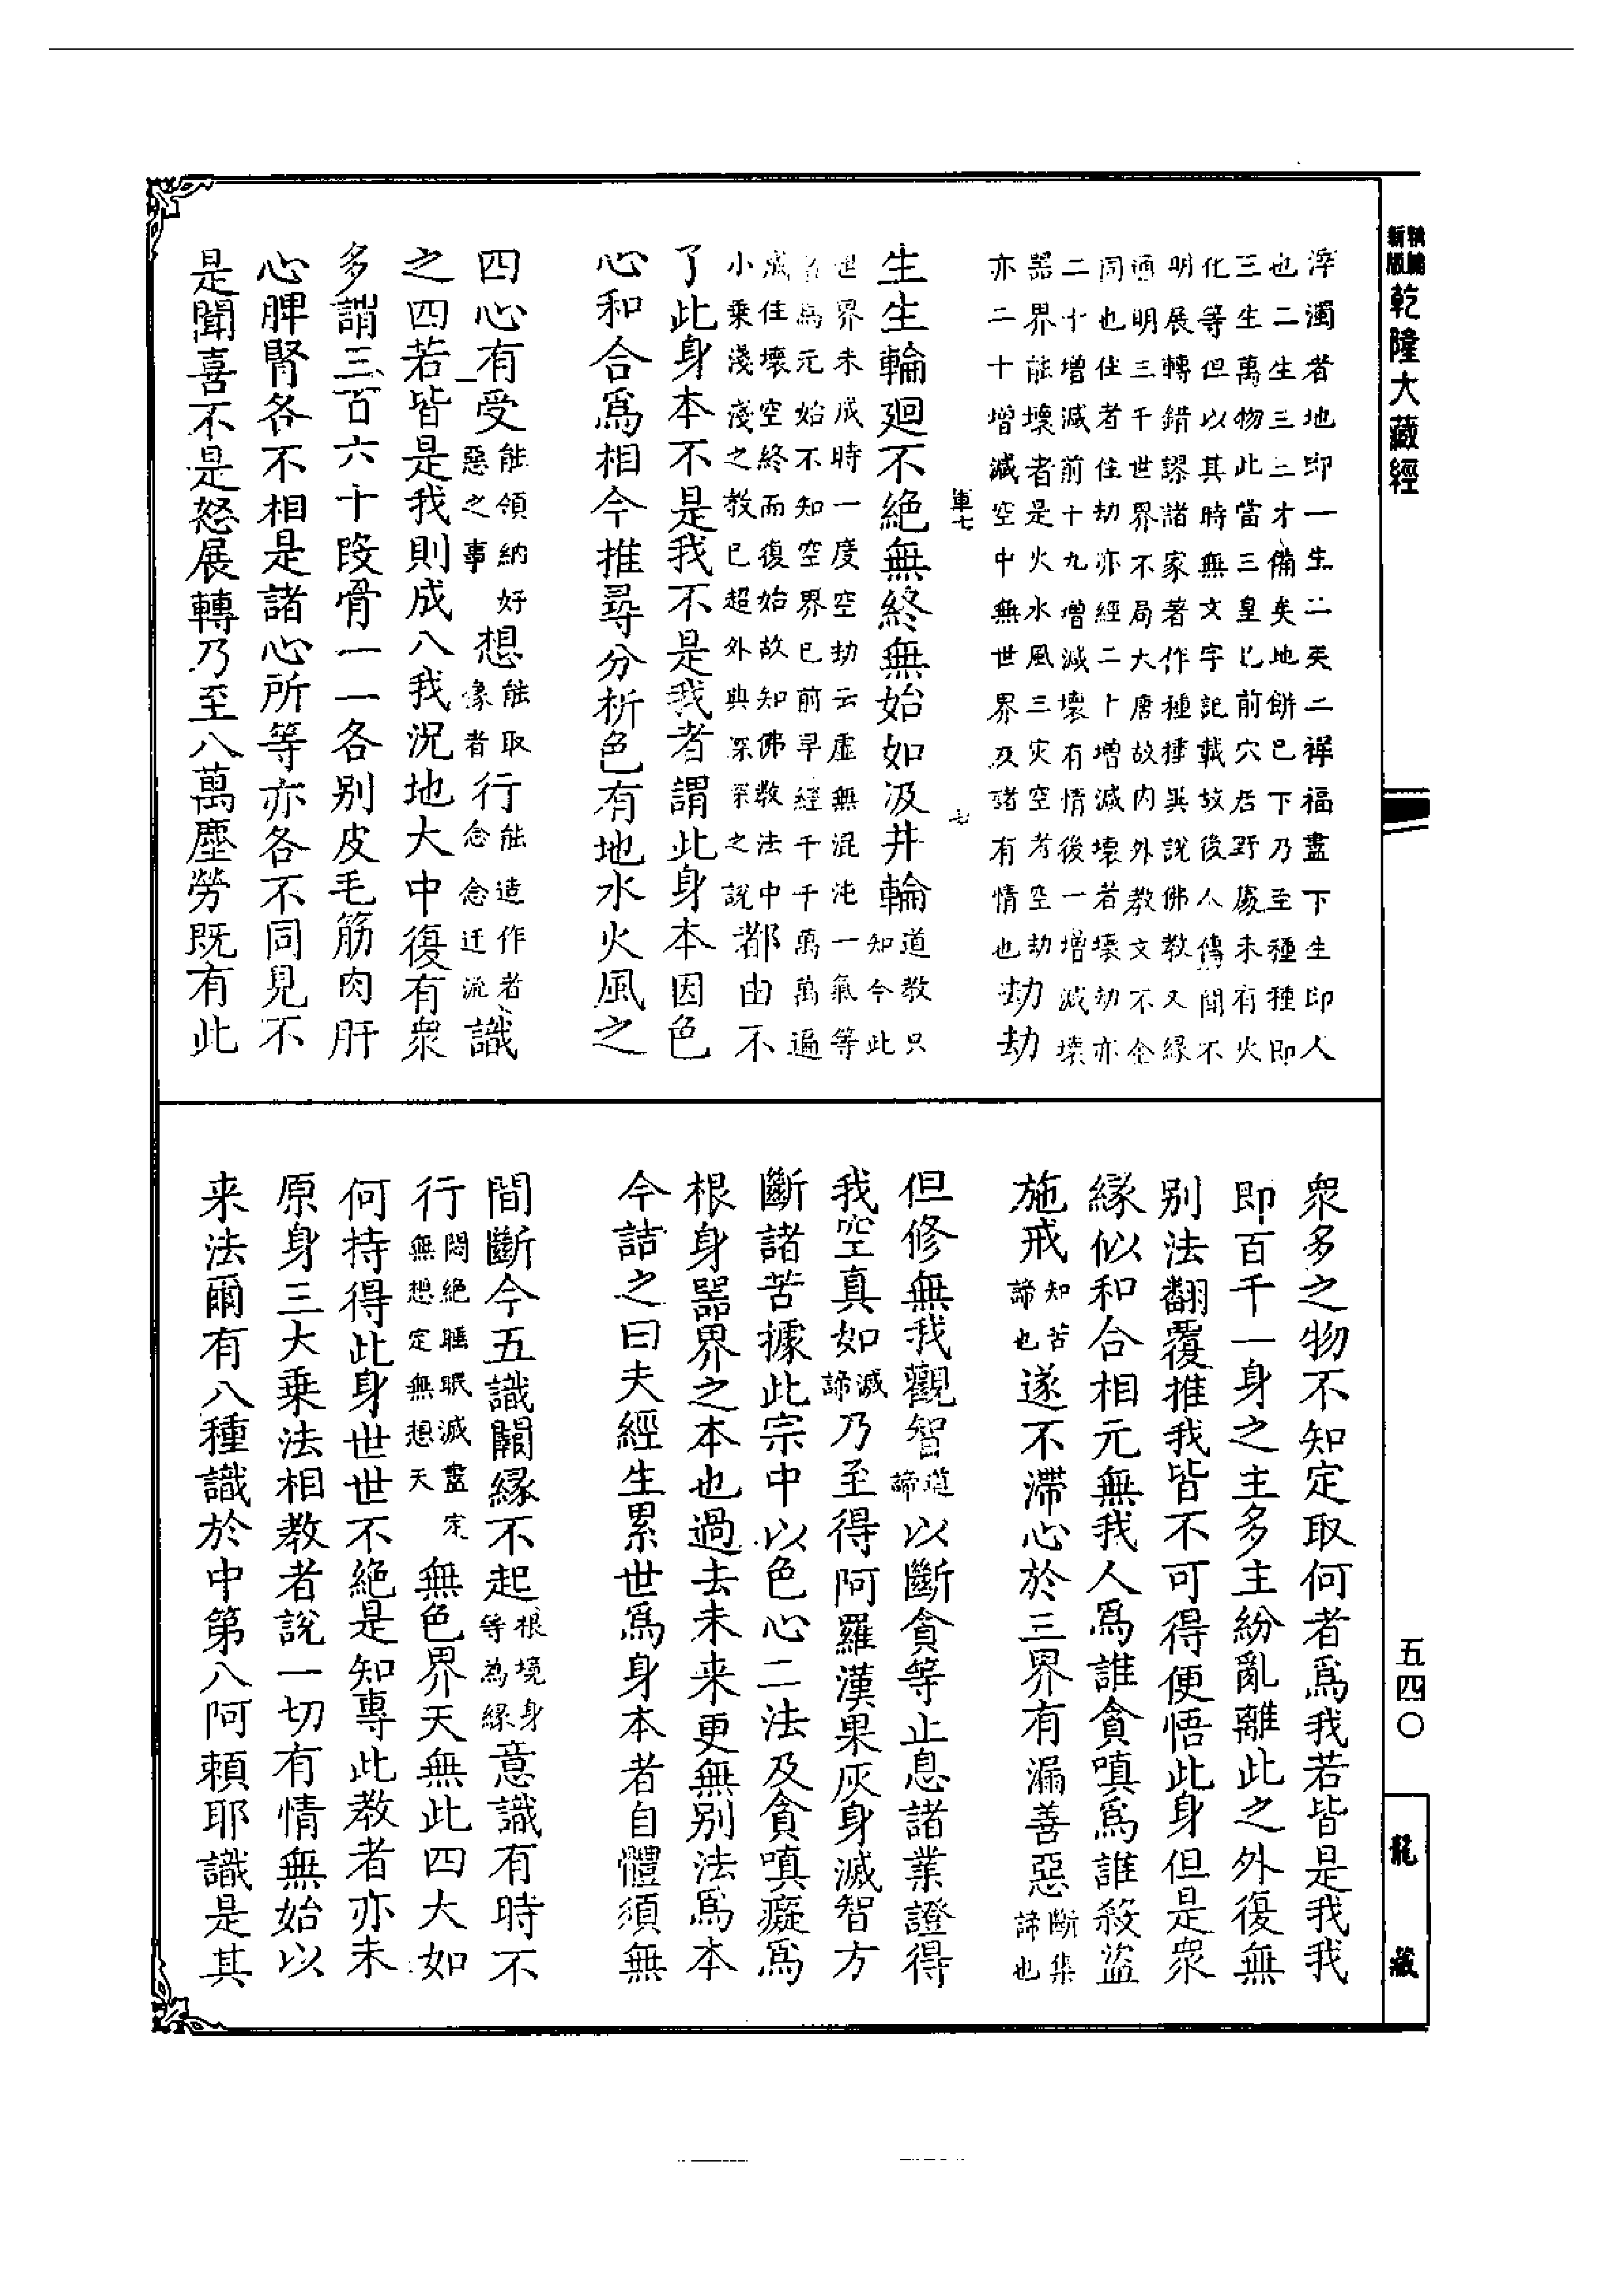 精編
新版
乾隆大藏經
滓濁者地即一生二矣二禪福盡下生即人
也二生三三才備矣地餅已下乃至種種即
三生萬物此當三皇已前穴居野處未有火
化等但以其時無文字記載故後人傳聞不
明展轉錯謬諸家著作種種異說佛教又緣
通明三千世界不局大唐故内外教文不全
同也住者住劫亦經二十增減壞者壞劫亦
二十增減前十九增減壞有情後一增減壞
器界能壞者是火水風三災空者空劫
亦二十增減空中無世界及諸有情也劫劫
軍七
七
生生輪廻不絕無終無始如汲井輪道教只知今此
世界未成時一度空劫云虛無混沌一氣等
名爲元始不知空界已前早經千千萬萬遍
成住壞空終而復始故知佛教法中
小乘淺淺之教已超外典深深之說都由不
了此身本不是我不是我者謂此身本因色
心和合爲相今推尋分析色有地水火風之
四心有受能領納好惡之事想能取像者行能造作者念念迁流識
之四若皆是我則成八我況地大中復有衆
多謂三百六十段骨一一各别皮毛筋肉肝
心脾腎各不相是諸心所等亦各不同見不
是聞喜不是怒展轉乃至八萬塵勞既有此
衆多之物不知定取何者爲我若皆是我我
即百千一身之主多主紛亂離此之外復無
别法翻覆推我皆不可得便悟此身但是衆
緣似和合相元無我人爲誰貪嗔爲誰殺盜
施戒知苦諦也遂不滯心於三界有漏善惡斷集諦也
但修無我觀智道諦以斷貪等止息諸業證得
我空真如滅諦乃至得阿羅漢果灰身滅智方
斷諸苦據此宗中以色心二法及貪嗔癡爲
根身器界之本也過去未来更無别法爲本
今詰之曰夫經生累世爲身本者自體須無
間斷今五識闕緣不起根境身等為緣意識有時不
行悶絕睡眠滅盡定無想定無想天無色界天無此四大如
何持得此身世世不絕是知專此教者亦未
原身三大乘法相教者說一切有情無始以
来法爾有八種識於中第八阿賴耶識是其
五四〇
龍藏